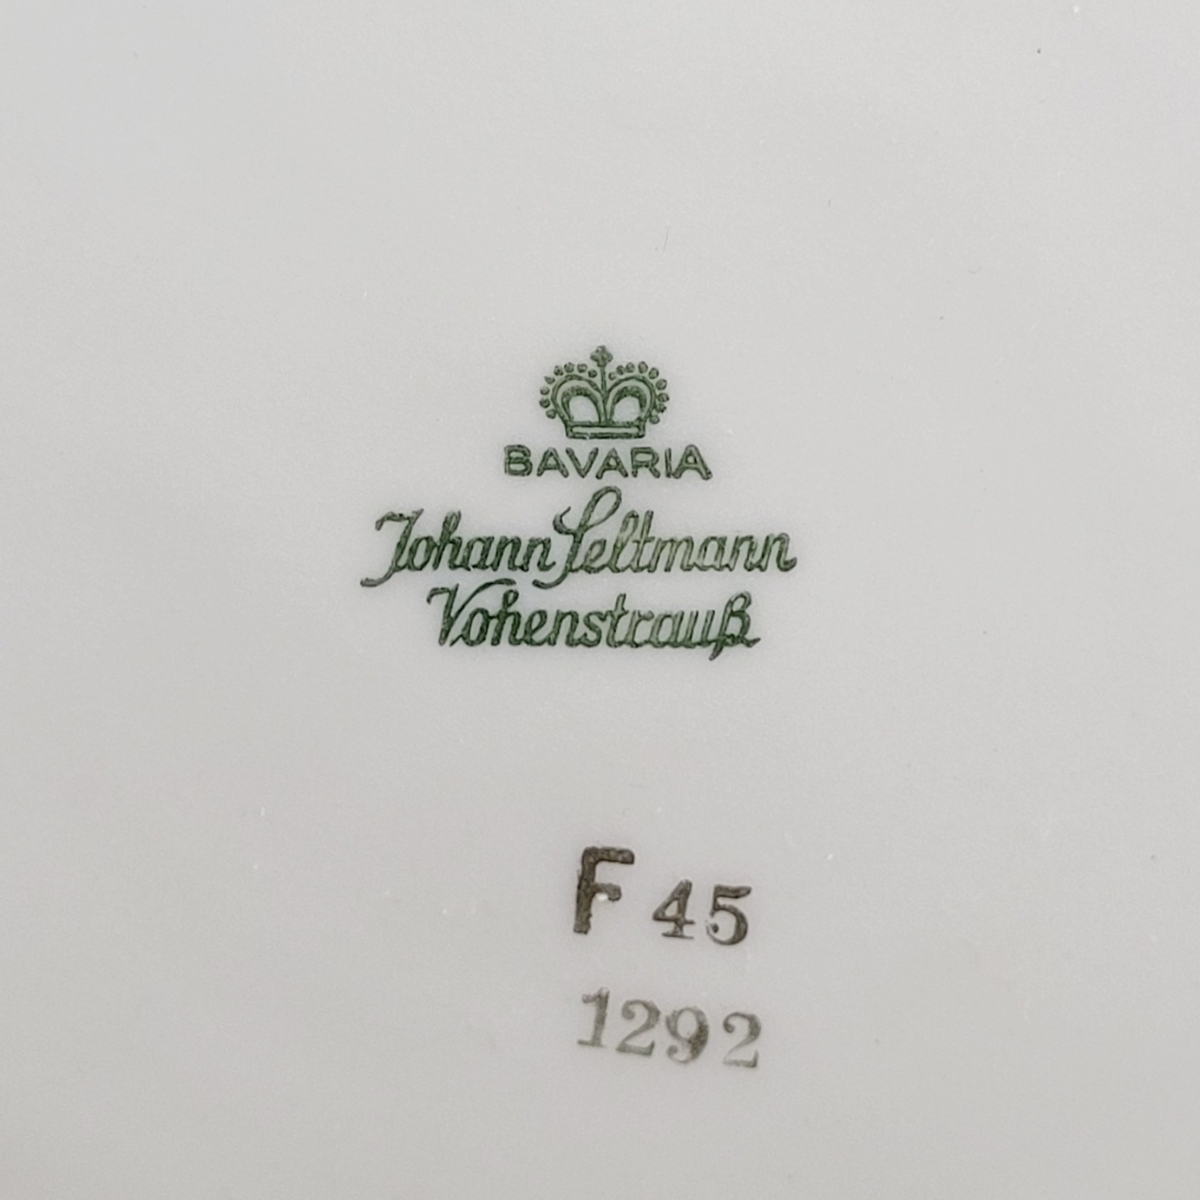 BAVARIA
Johann Seltmann
Vohenstrauß
F 45
1292